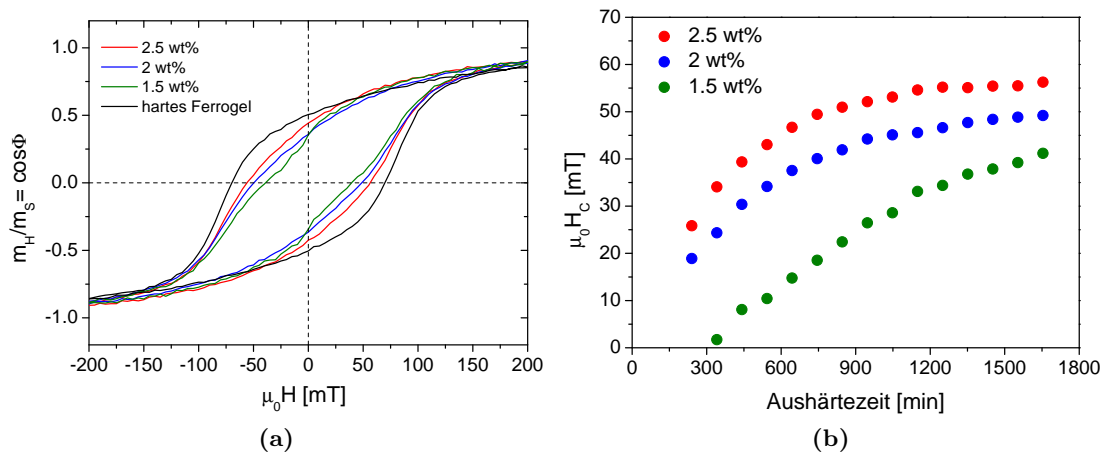 1.0
0.5
0.0
-0.5
-1.0
m_H/m_S= cosΦ
2.5 wt%
2 wt%
1.5 wt%
hartes Ferrogel
-200 -150 -100 -50 0 50 100 150 200
μ₀H [mT]
(a)
70
60
50
40
30
20
10
0
μ₀H_C [mT]
2.5 wt%
2 wt%
1.5 wt%
0 300 600 900 1200 1500 1800
Aushärtezeit [min]
(b)